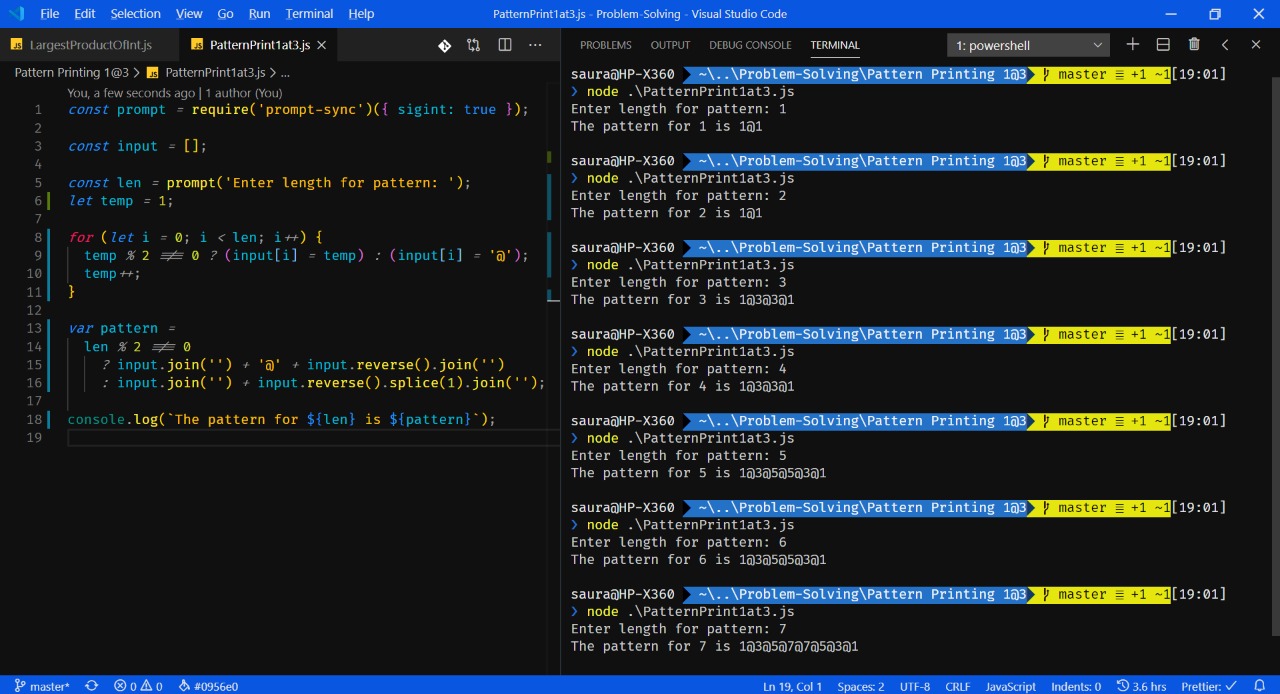 File Edit Selection View Go Run Terminal Help PatternPrint1at3.js - Problem-Solving - Visual Studio Code
JS LargestProductOfInt.js JS PatternPrint1at3.js
Pattern Printing 1@3 > JS PatternPrint1at3.js > ...
You, a few seconds ago | 1 author (You)
1 const prompt = require('prompt-sync')({ sigint: true });
2
3 const input = [];
4
5 const len = prompt('Enter length for pattern: ');
6 let temp = 1;
7
8 for (let i = 0; i < len; i++) {
9 temp % 2 !== 0 ? (input[i] = temp) : (input[i] = '@');
10 temp++;
11 }
12
13 var pattern =
14 len % 2 !== 0
15 ? input.join('') + '@' + input.reverse().join('')
16 : input.join('') + input.reverse().splice(1).join('');
17
18 console.log(`The pattern for ${len} is ${pattern}`);
19
PROBLEMS OUTPUT DEBUG CONSOLE TERMINAL 1: powershell
saura@HP-X360 ~\..\Problem-Solving\Pattern Printing 1@3 master ≡ +1 ~1 [19:01]
❯ node .\PatternPrint1at3.js
Enter length for pattern: 1
The pattern for 1 is 1@1
saura@HP-X360 ~\..\Problem-Solving\Pattern Printing 1@3 master ≡ +1 ~1 [19:01]
❯ node .\PatternPrint1at3.js
Enter length for pattern: 2
The pattern for 2 is 1@1
saura@HP-X360 ~\..\Problem-Solving\Pattern Printing 1@3 master ≡ +1 ~1 [19:01]
❯ node .\PatternPrint1at3.js
Enter length for pattern: 3
The pattern for 3 is 1@3@3@1
saura@HP-X360 ~\..\Problem-Solving\Pattern Printing 1@3 master ≡ +1 ~1 [19:01]
❯ node .\PatternPrint1at3.js
Enter length for pattern: 4
The pattern for 4 is 1@3@3@1
saura@HP-X360 ~\..\Problem-Solving\Pattern Printing 1@3 master ≡ +1 ~1 [19:01]
❯ node .\PatternPrint1at3.js
Enter length for pattern: 5
The pattern for 5 is 1@3@5@5@3@1
saura@HP-X360 ~\..\Problem-Solving\Pattern Printing 1@3 master ≡ +1 ~1 [19:01]
❯ node .\PatternPrint1at3.js
Enter length for pattern: 6
The pattern for 6 is 1@3@5@5@3@1
saura@HP-X360 ~\..\Problem-Solving\Pattern Printing 1@3 master ≡ +1 ~1 [19:01]
❯ node .\PatternPrint1at3.js
Enter length for pattern: 7
The pattern for 7 is 1@3@5@7@7@5@3@1
master* 0 0 #0956e0 Ln 19, Col 1 Spaces: 2 UTF-8 CRLF JavaScript Indents: 0 3.6 hrs Prettier: ✓